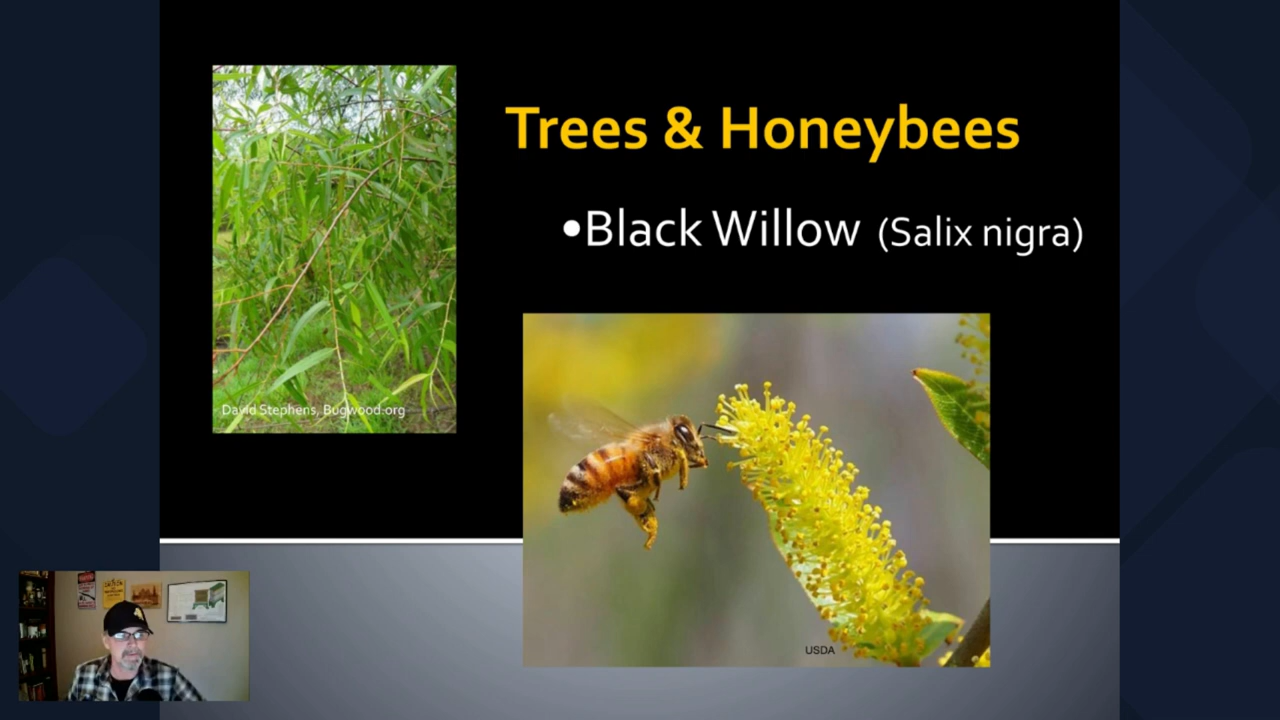 Trees & Honeybees
•Black Willow (Salix nigra)
David Stephens, Bugwood.org
USDA